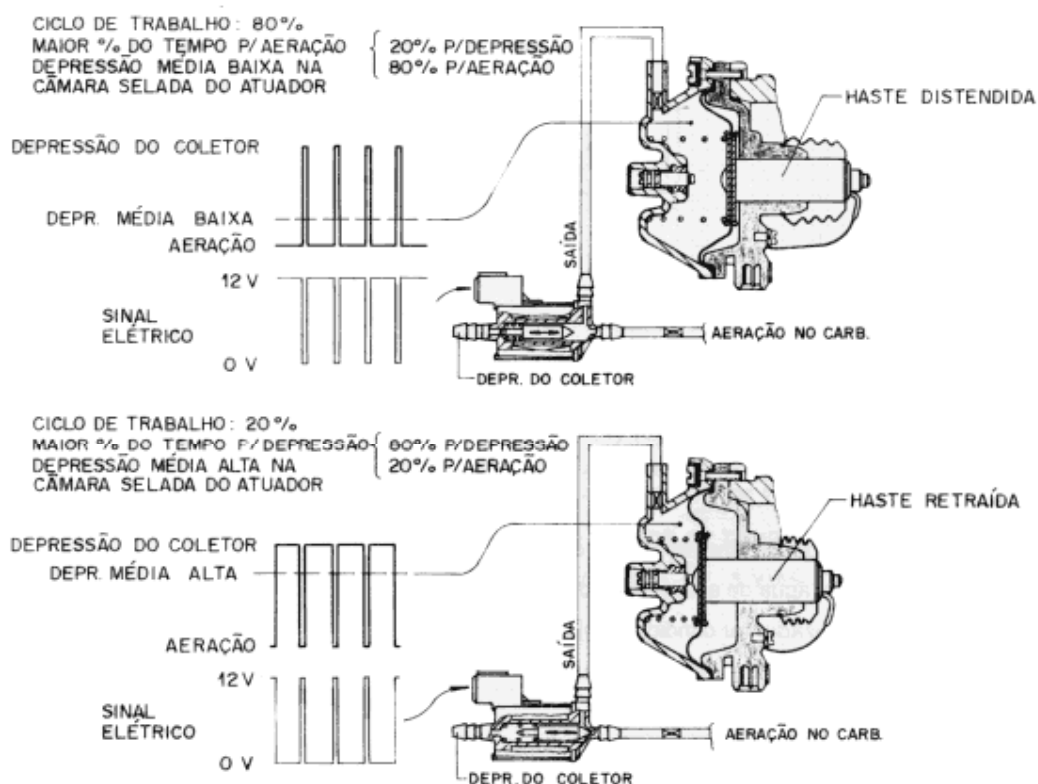 CICLO DE TRABALHO: 80%
MAIOR % DO TEMPO P/AERAÇÃO
DEPRESSÃO MÉDIA BAIXA NA
CÂMARA SELADA DO ATUADOR
20% P/DEPRESSÃO
80% P/AERAÇÃO
HASTE DISTENDIDA
DEPRESSÃO DO COLETOR
DEPR. MÉDIA BAIXA
AERAÇÃO
SAÍDA
12 V
SINAL
ELÉTRICO
0 V
AERAÇÃO NO CARB.
DEPR. DO COLETOR
CICLO DE TRABALHO: 20%
MAIOR % DO TEMPO P/DEPRESSÃO
DEPRESSÃO MÉDIA ALTA NA
CÂMARA SELADA DO ATUADOR
80% P/DEPRESSÃO
20% P/AERAÇÃO
HASTE RETRAÍDA
DEPRESSÃO DO COLETOR
DEPR. MÉDIA ALTA
AERAÇÃO
SAÍDA
12 V
SINAL
ELÉTRICO
0 V
AERAÇÃO NO CARB.
DEPR. DO COLETOR